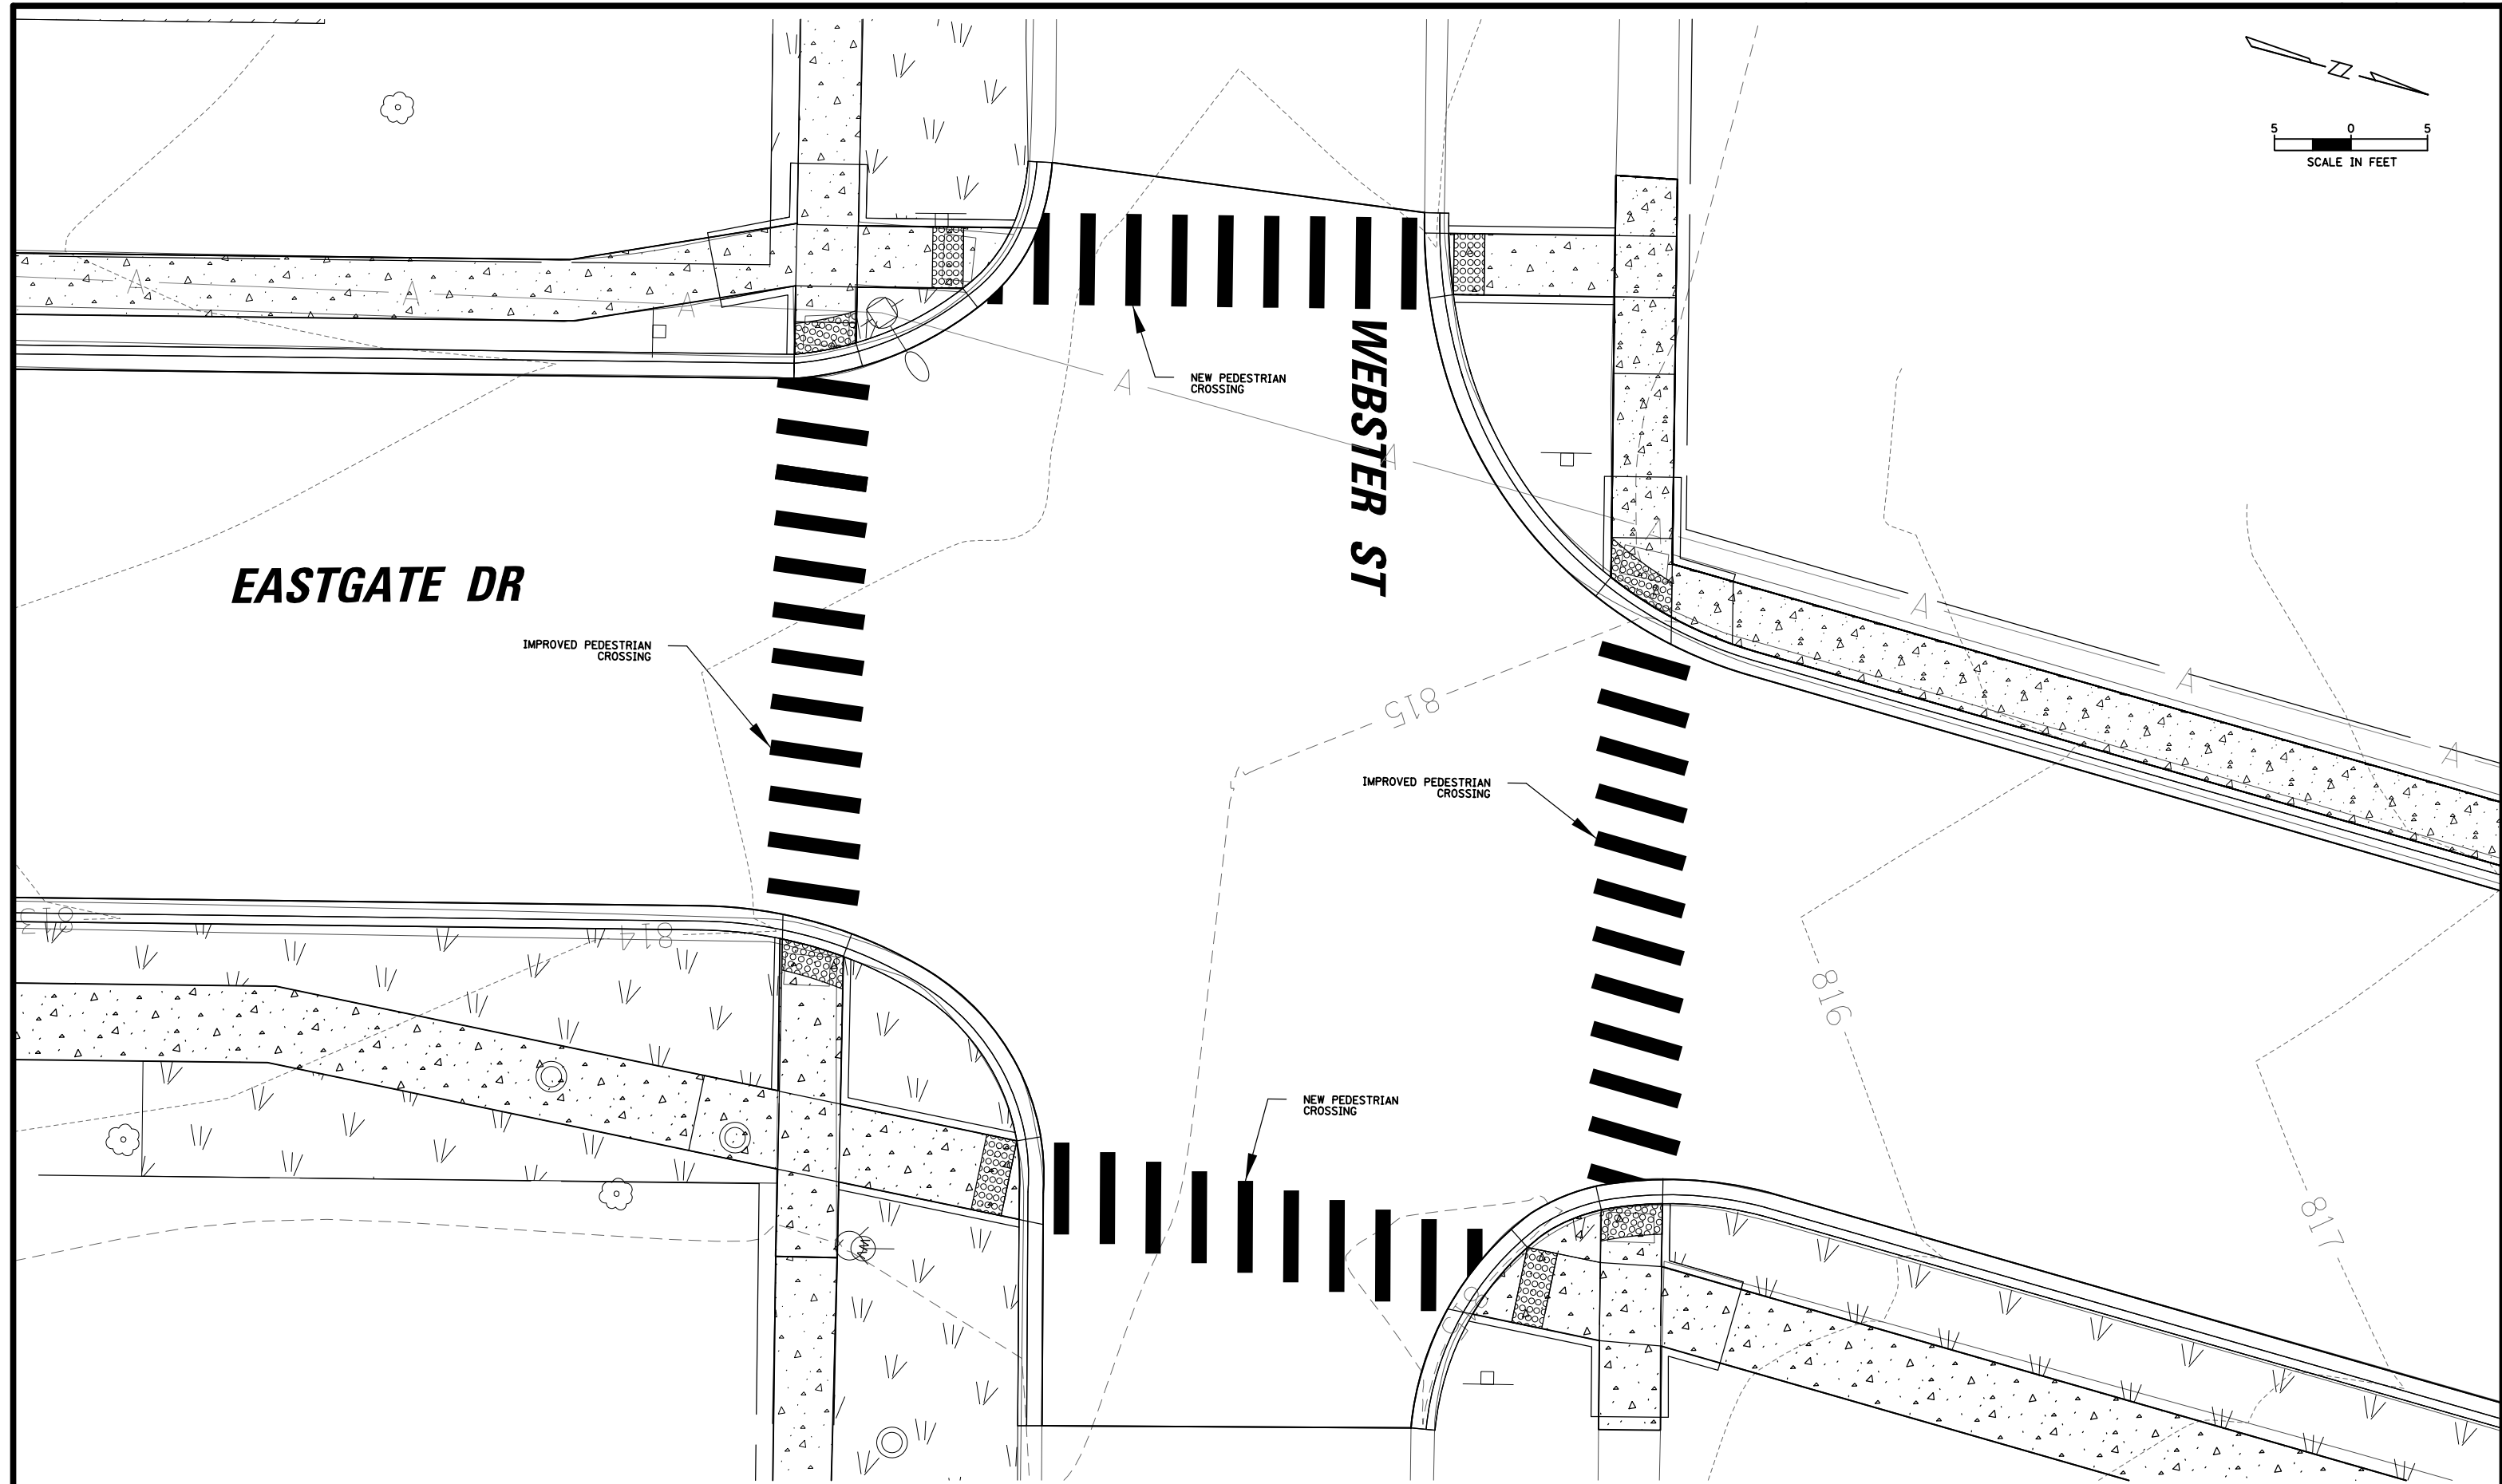 N
5 0 5
SCALE IN FEET
A A A
NEW PEDESTRIAN
CROSSING
A
WEBSTER ST
A
A
EASTGATE DR
A
IMPROVED PEDESTRIAN
CROSSING
A
815
A
IMPROVED PEDESTRIAN
CROSSING
813
814
816
NEW PEDESTRIAN
CROSSING
817
W